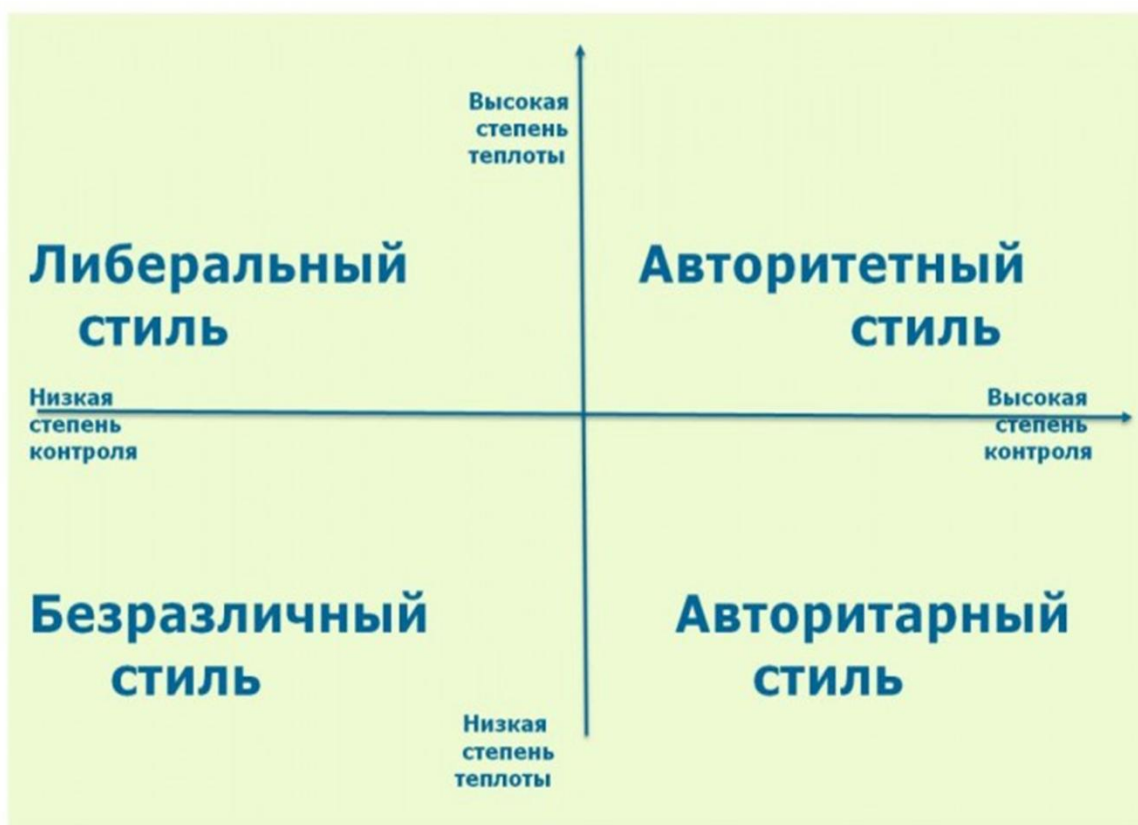 Высокая
степень
теплоты
Либеральный
стиль
Авторитетный
стиль
Низкая
степень
контроля
Высокая
степень
контроля
Безразличный
стиль
Авторитарный
стиль
Низкая
степень
теплоты